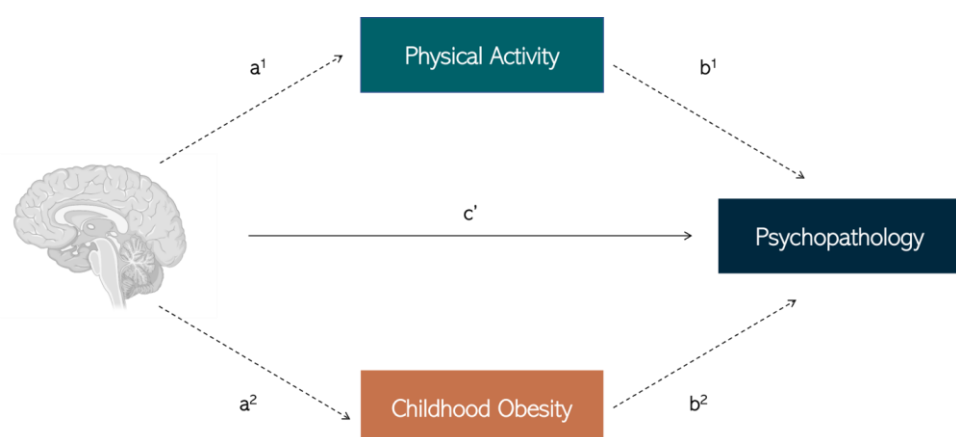 Physical Activity
a¹
b¹
c'
Psychopathology
a²
Childhood Obesity
b²